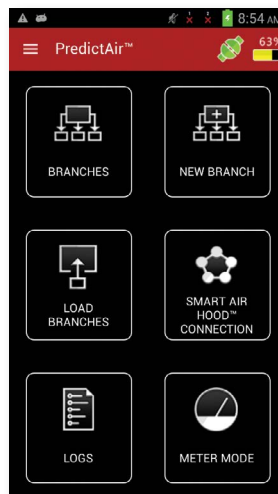 8:54 AM
PredictAir™
63%
BRANCHES
NEW BRANCH
LOAD
BRANCHES
SMART AIR
HOOD™
CONNECTION
LOGS
METER MODE